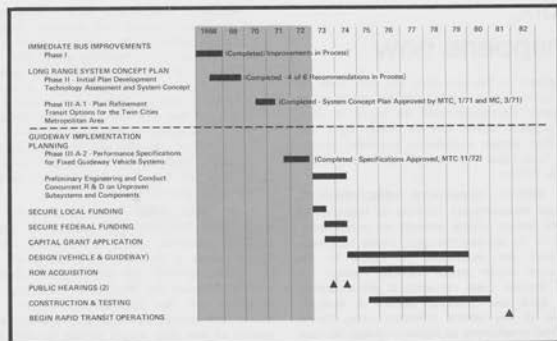 1968 69 70 71 72 73 74 75 76 77 78 79 80 81 82
IMMEDIATE BUS IMPROVEMENTS
Phase I (Completed/Improvements in Process)
LONG RANGE SYSTEM CONCEPT PLAN
Phase II - Initial Plan Development (Completed - 4 of 6 Recommendations in Process)
Technology Assessment and System Concept
Phase III-A-1 - Plan Refinement (Completed - System Concept Plan Approved by MTC, 1/71 and MC, 3/71)
Transit Options for the Twin Cities
Metropolitan Area
GUIDEWAY IMPLEMENTATION
PLANNING
Phase III-A-2 - Performance Specifications (Completed - Specifications Approved, MTC 11/72)
for Fixed Guideway Vehicle Systems
Preliminary Engineering and Conduct
Concurrent R & D on Unproven
Subsystems and Components.
SECURE LOCAL FUNDING
SECURE FEDERAL FUNDING
CAPITAL GRANT APPLICATION
DESIGN (VEHICLE & GUIDEWAY)
ROW ACQUISITION
PUBLIC HEARINGS (2)
CONSTRUCTION & TESTING
BEGIN RAPID TRANSIT OPERATIONS